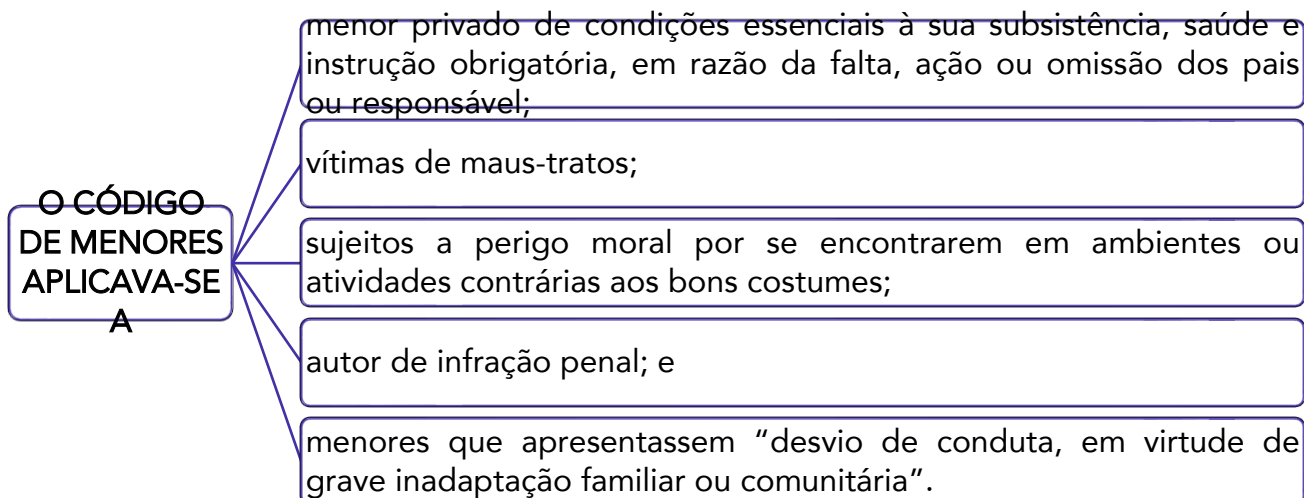 O CÓDIGO
DE MENORES
APLICAVA-SE
A
menor privado de condições essenciais à sua subsistência, saúde e
instrução obrigatória, em razão da falta, ação ou omissão dos pais
ou responsável;
vítimas de maus-tratos;
sujeitos a perigo moral por se encontrarem em ambientes ou
atividades contrárias aos bons costumes;
autor de infração penal; e
menores que apresentassem “desvio de conduta, em virtude de
grave inadaptação familiar ou comunitária”.